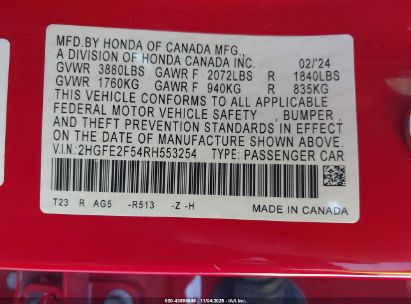 MFD.BY HONDA OF CANADA MFG.,
A DIVISION OF HONDA CANADA INC. 02/'24
GVWR 3880LBS GAWR F 2072LBS R 1840LBS
GVWR 1760KG GAWR F 940KG R 835KG
THIS VEHICLE CONFORMS TO ALL APPLICABLE
FEDERAL MOTOR VEHICLE SAFETY , BUMPER ,
AND THEFT PREVENTION STANDARDS IN EFFECT
ON THE DATE OF MANUFACTURE SHOWN ABOVE.
V.I.N:2HGFE2F54RH553254 TYPE: PASSENGER CAR
T23 R AG5 -R513 -Z -H
MADE IN CANADA